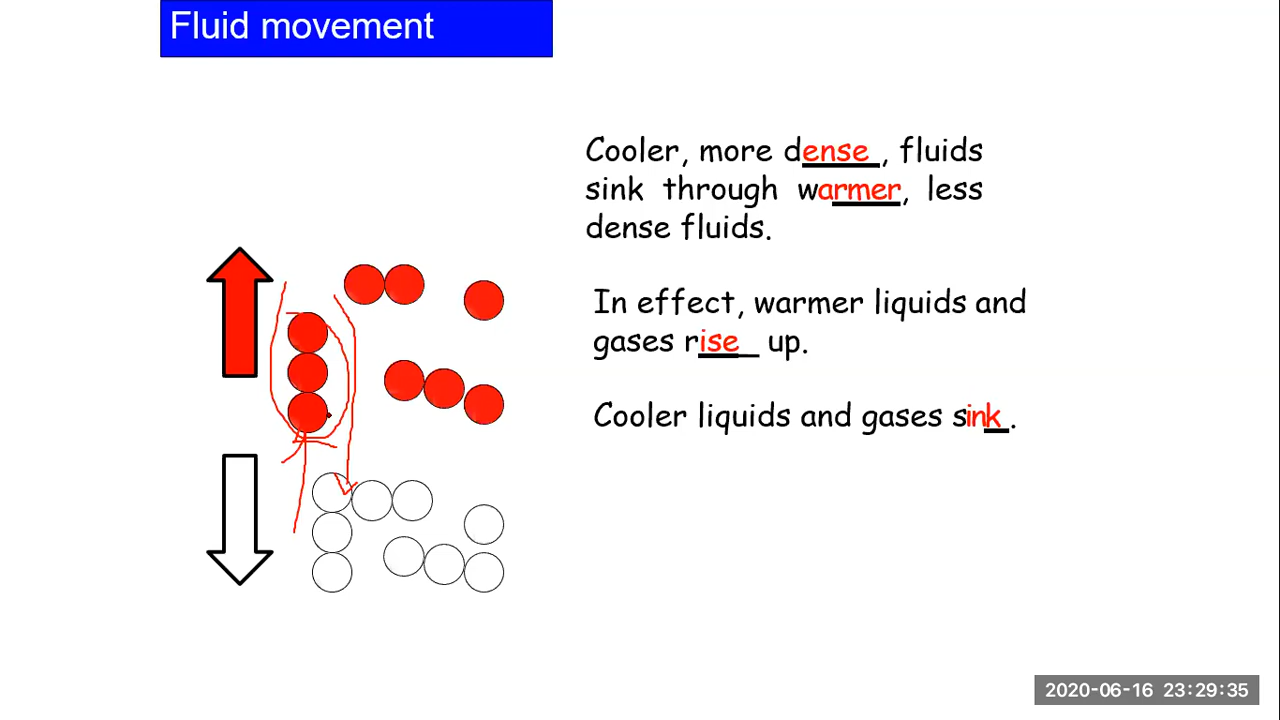 Fluid movement
Cooler, more dense, fluids
sink through warmer, less
dense fluids.
In effect, warmer liquids and
gases rise up.
Cooler liquids and gases sink.
2020-06-16 23:29:35